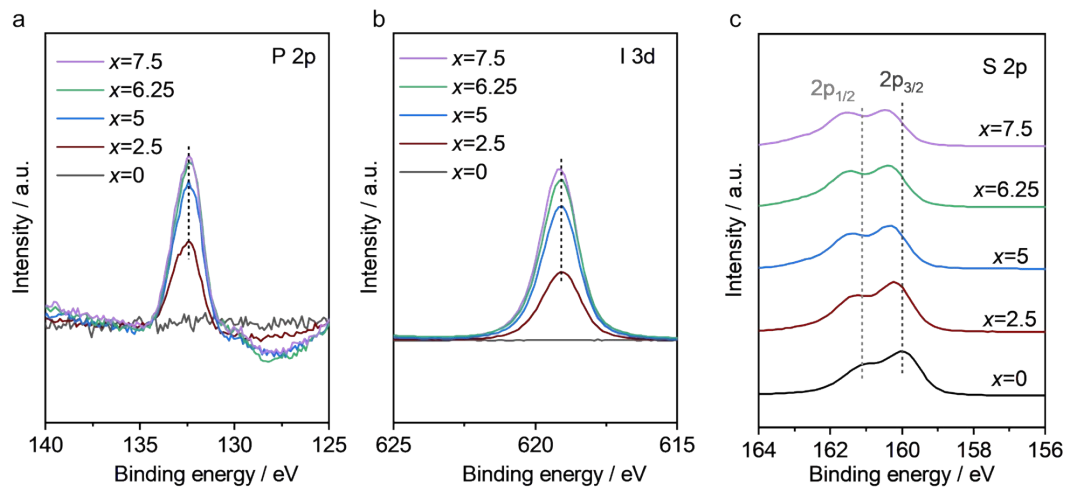 a
P 2p
x=7.5
x=6.25
x=5
x=2.5
x=0
Intensity / a.u.
140 135 130 125
Binding energy / eV
b
I 3d
x=7.5
x=6.25
x=5
x=2.5
x=0
Intensity / a.u.
625 620 615
Binding energy / eV
c
S 2p
2p1/2
2p3/2
x=7.5
x=6.25
x=5
x=2.5
x=0
Intensity / a.u.
164 162 160 158 156
Binding energy / eV